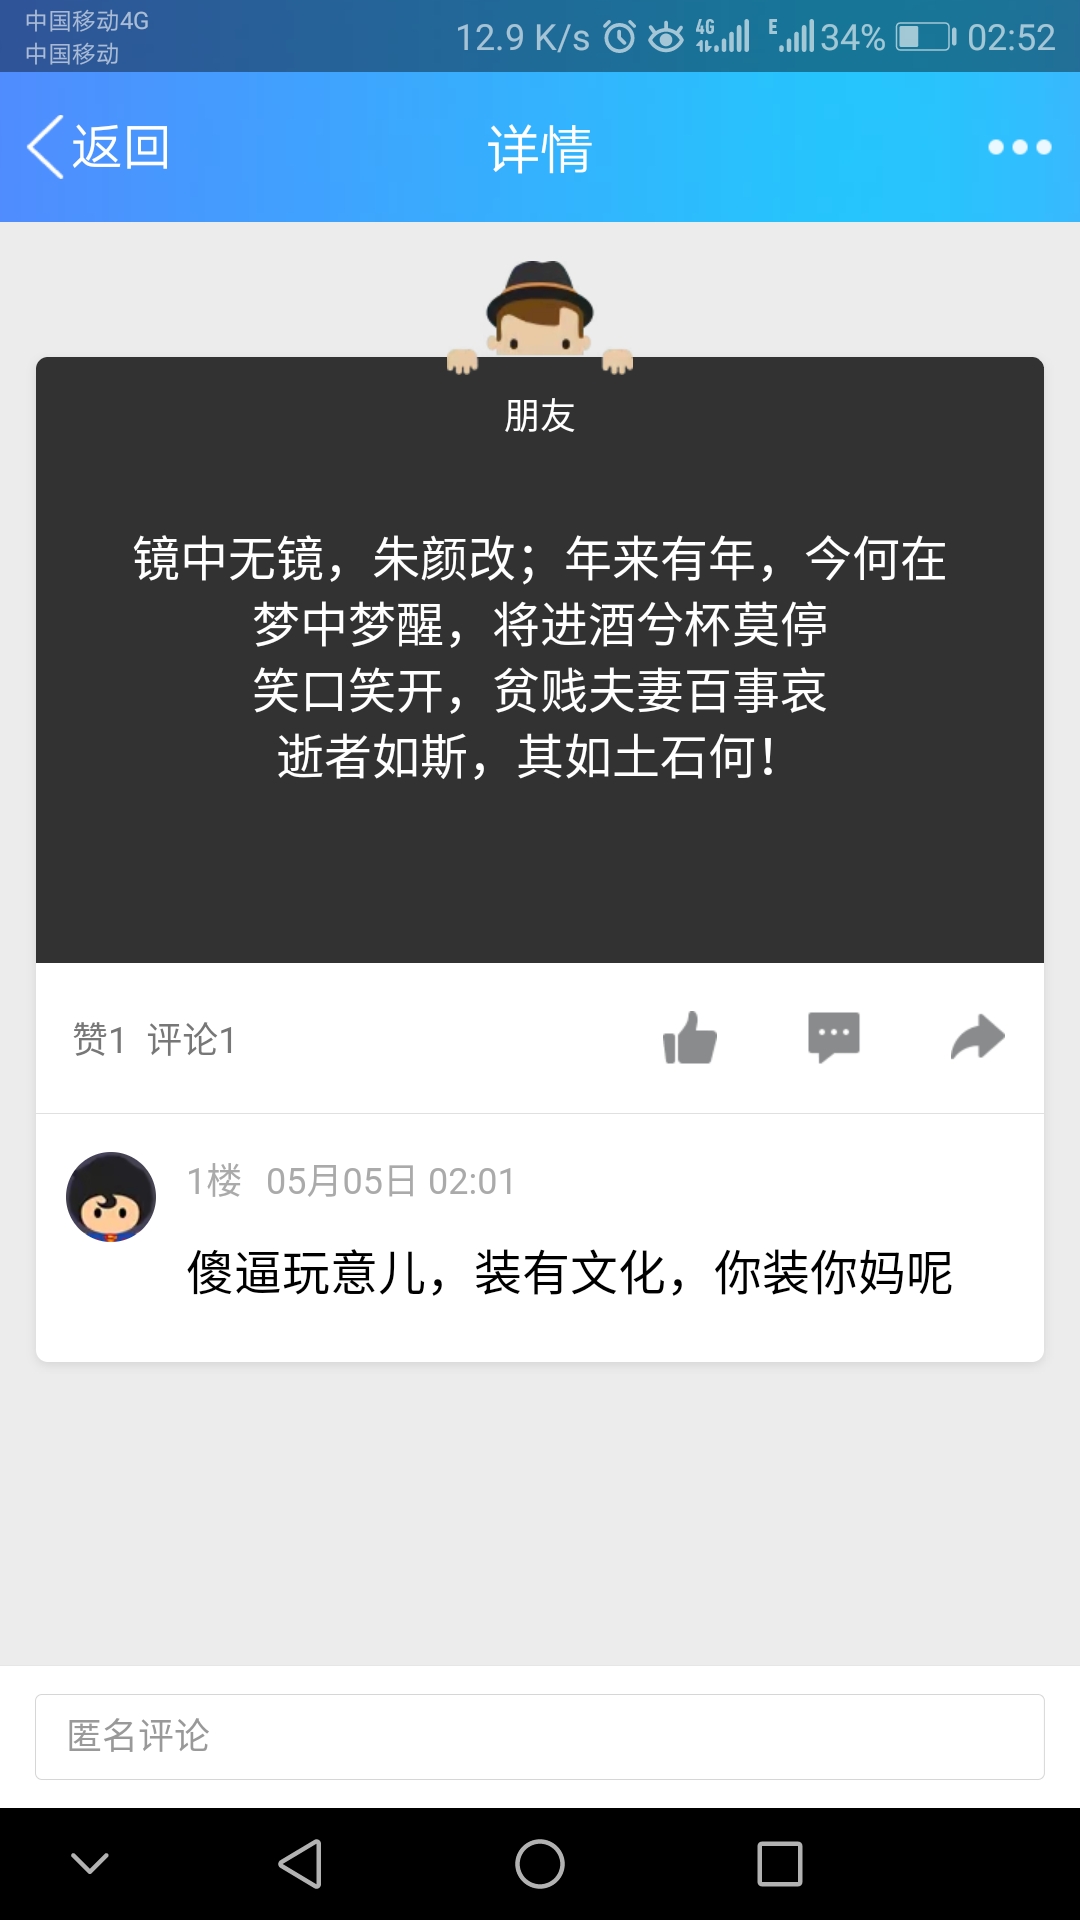 中国移动4G
中国移动
12.9 K/s 4G E 34% 02:52
返回 详情
朋友
镜中无镜，朱颜改；年来有年，今何在
梦中梦醒，将进酒兮杯莫停
笑口笑开，贫贱夫妻百事哀
逝者如斯，其如土石何！
赞1 评论1
1楼 05月05日 02:01
傻逼玩意儿，装有文化，你装你妈呢
匿名评论